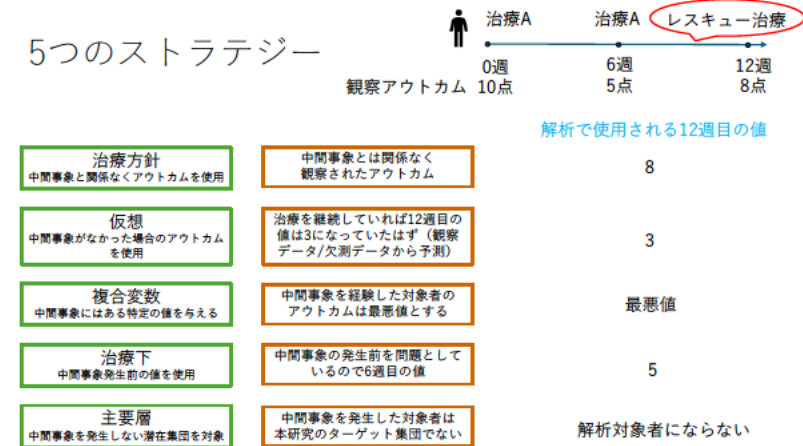 5つのストラテジー
治療A 治療A レスキュー治療
0週 6週 12週
観察アウトカム 10点 5点 8点
解析で使用される12週目の値
治療方針
中間事象と関係なくアウトカムを使用
中間事象とは関係なく
観察されたアウトカム
8
仮想
中間事象がなかった場合のアウトカム
を使用
治療を継続していれば12週目の
値は3になっていたはず（観察
データ/欠測データから予測）
3
複合変数
中間事象にはある特定の値を与える
中間事象を経験した対象者の
アウトカムは最悪値とする
最悪値
治療下
中間事象発生前の値を使用
中間事象の発生前を問題として
いるので6週目の値
5
主要層
中間事象を発生しない潜在集団を対象
中間事象を発生した対象者は
本研究のターゲット集団でない
解析対象者にならない